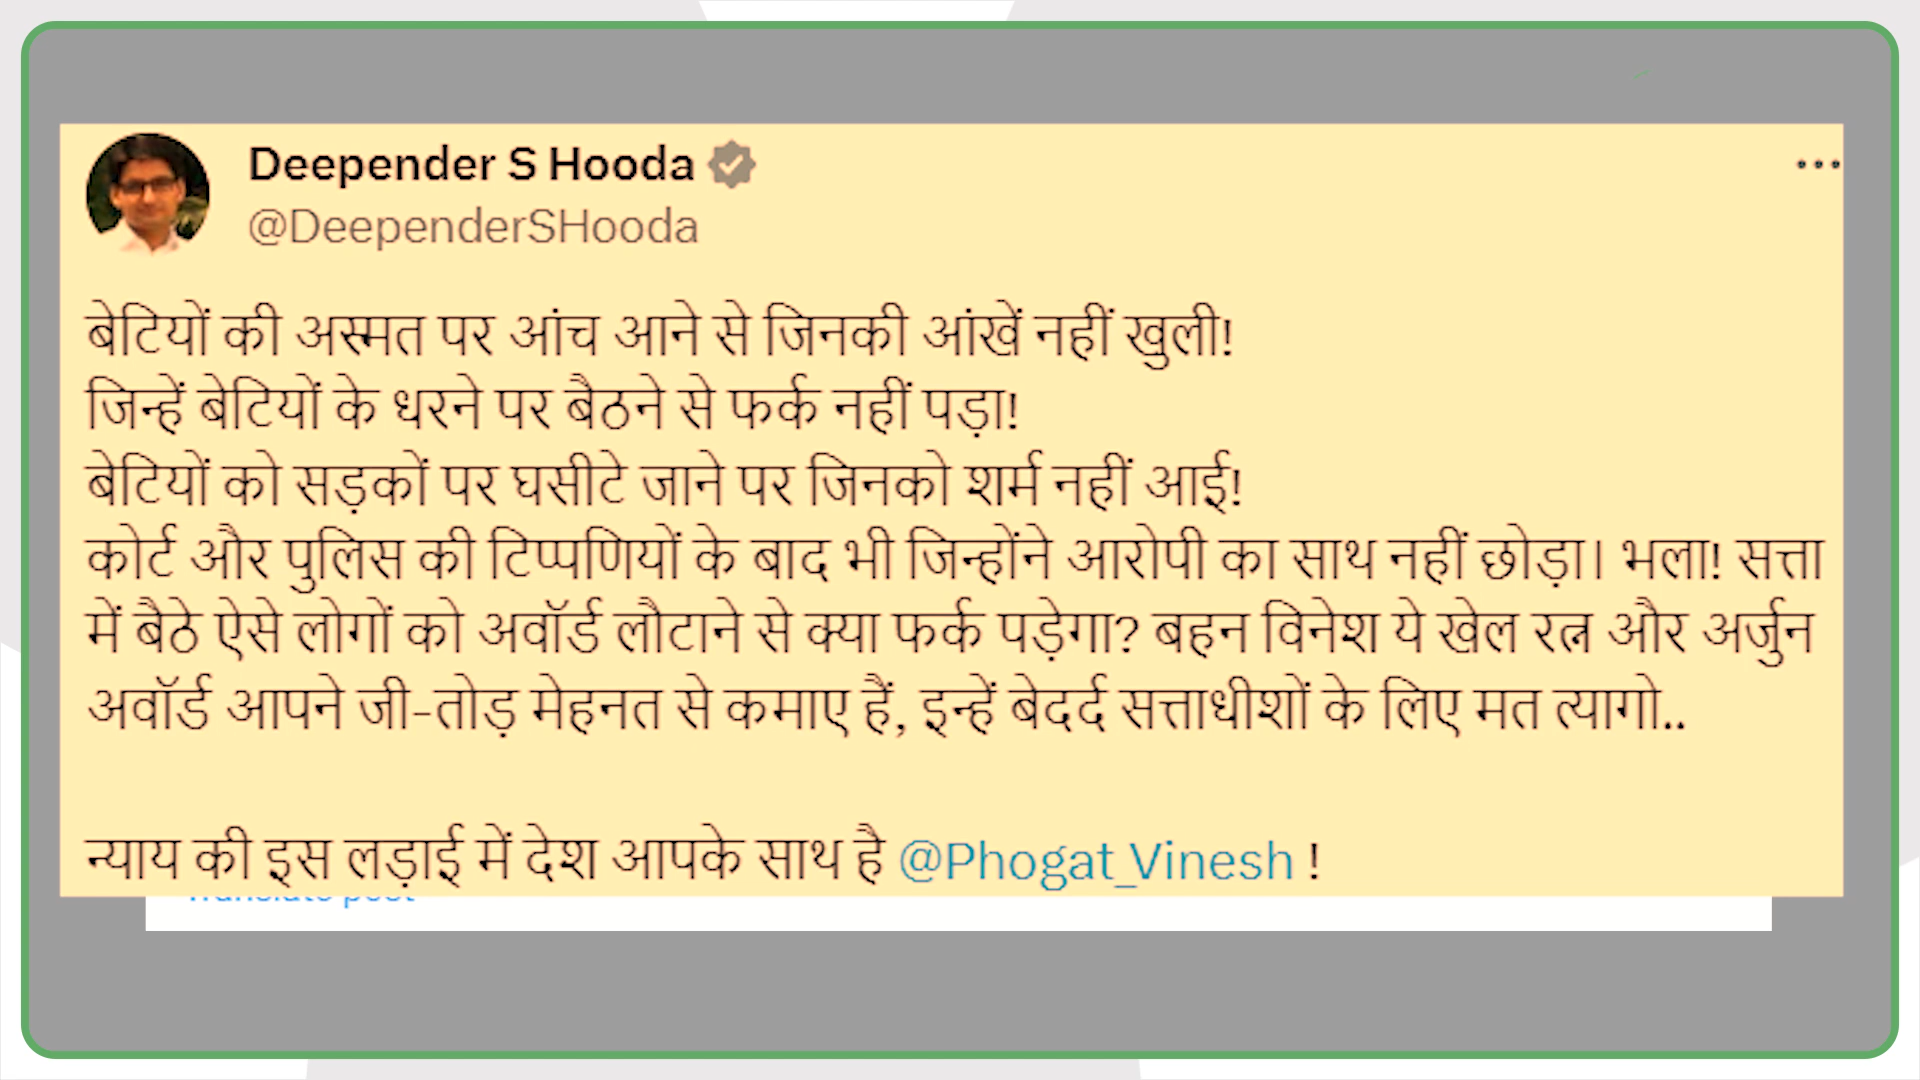 Deepender S Hooda
@DeependerSHooda
बेटियों की अस्मत पर आंच आने से जिनकी आंखें नहीं खुली!
जिन्हें बेटियों के धरने पर बैठने से फर्क नहीं पड़ा!
बेटियों को सड़कों पर घसीटे जाने पर जिनको शर्म नहीं आई!
कोर्ट और पुलिस की टिप्पणियों के बाद भी जिन्होंने आरोपी का साथ नहीं छोड़ा। भला! सत्ता
में बैठे ऐसे लोगों को अवॉर्ड लौटाने से क्या फर्क पड़ेगा? बहन विनेश ये खेल रत्न और अर्जुन
अवॉर्ड आपने जी-तोड़ मेहनत से कमाए हैं, इन्हें बेदर्द सत्ताधीशों के लिए मत त्यागो..
न्याय की इस लड़ाई में देश आपके साथ है @Phogat_Vinesh !